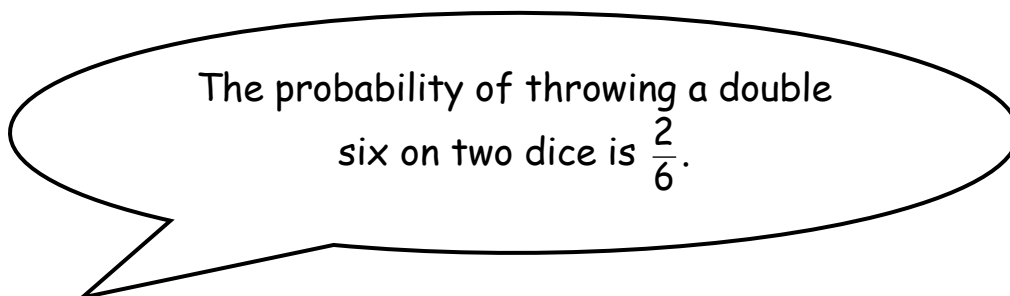 The probability of throwing a double
six on two dice is 2/6.